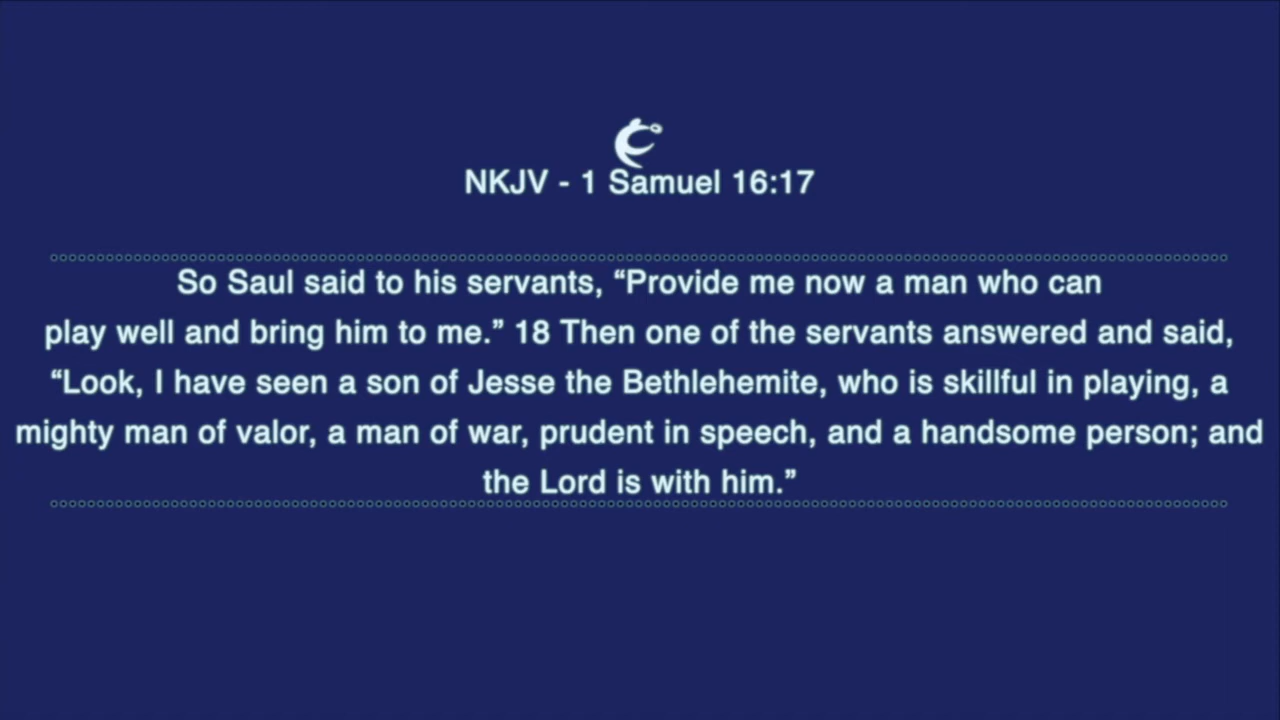 NKJV - 1 Samuel 16:17
So Saul said to his servants, “Provide me now a man who can
play well and bring him to me.” 18 Then one of the servants answered and said,
“Look, I have seen a son of Jesse the Bethlehemite, who is skillful in playing, a
mighty man of valor, a man of war, prudent in speech, and a handsome person; and
the Lord is with him.”